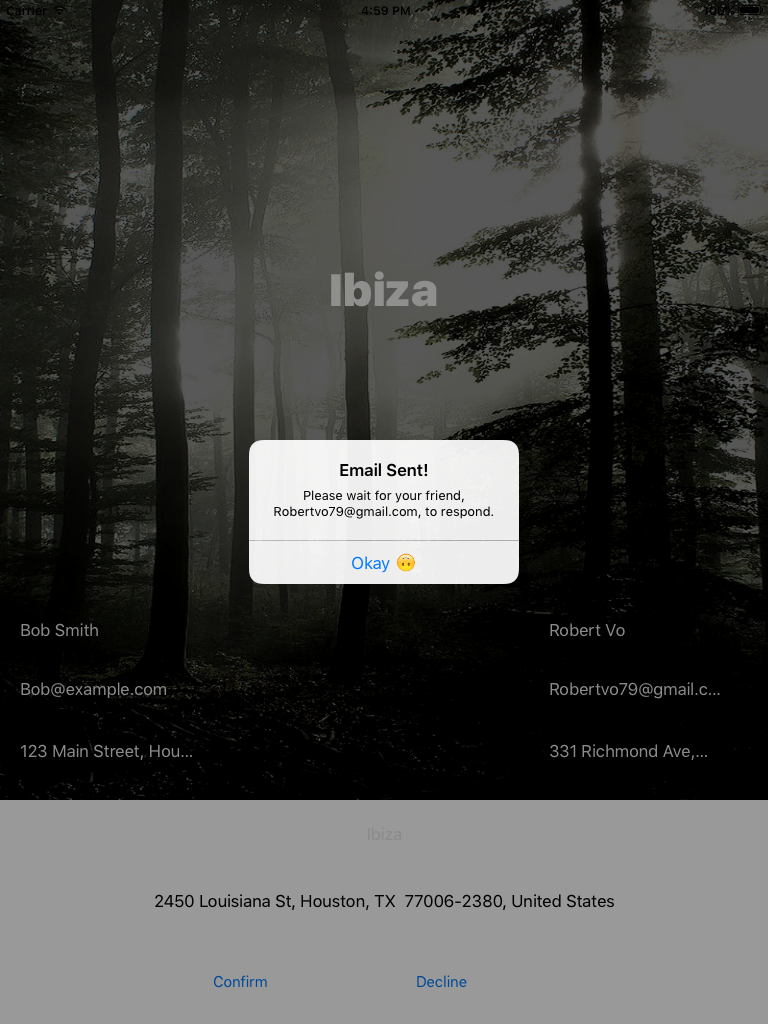 Carrier 4:59 PM 100%
Ibiza
Email Sent!
Please wait for your friend,
Robertvo79@gmail.com, to respond.
Okay 🙃
Bob Smith Robert Vo
Bob@example.com Robertvo79@gmail.c...
123 Main Street, Hou... 331 Richmond Ave,...
Ibiza
2450 Louisiana St, Houston, TX  77006-2380, United States
Confirm Decline